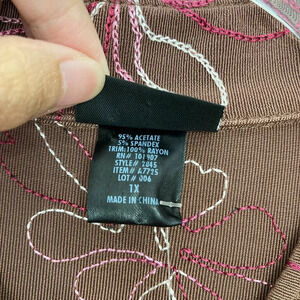 95% ACETATE
5% SPANDEX
TRIM:100% RAYON
RN# 101907
STYLE# 2845
ITEM# A7725
LOT# 006
1X
MADE IN CHINA